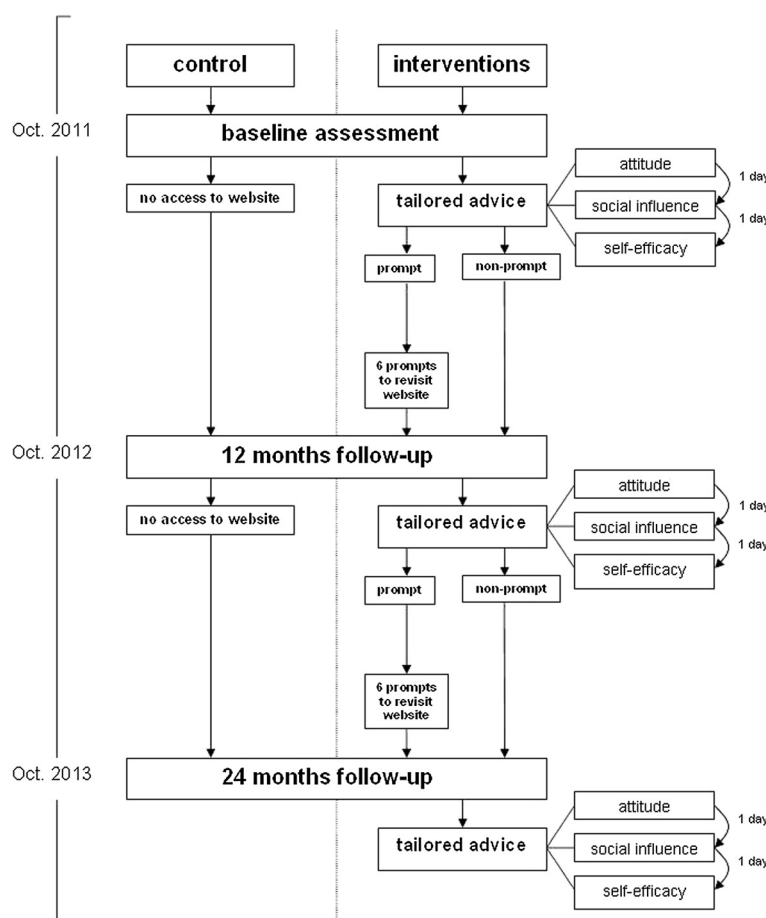 control
interventions
Oct. 2011
baseline assessment
no access to website
tailored advice
attitude
social influence
self-efficacy
1 day
1 day
prompt
non-prompt
6 prompts
to revisit
website
Oct. 2012
12 months follow-up
no access to website
tailored advice
attitude
social influence
self-efficacy
1 day
1 day
prompt
non-prompt
6 prompts
to revisit
website
Oct. 2013
24 months follow-up
tailored advice
attitude
social influence
self-efficacy
1 day
1 day